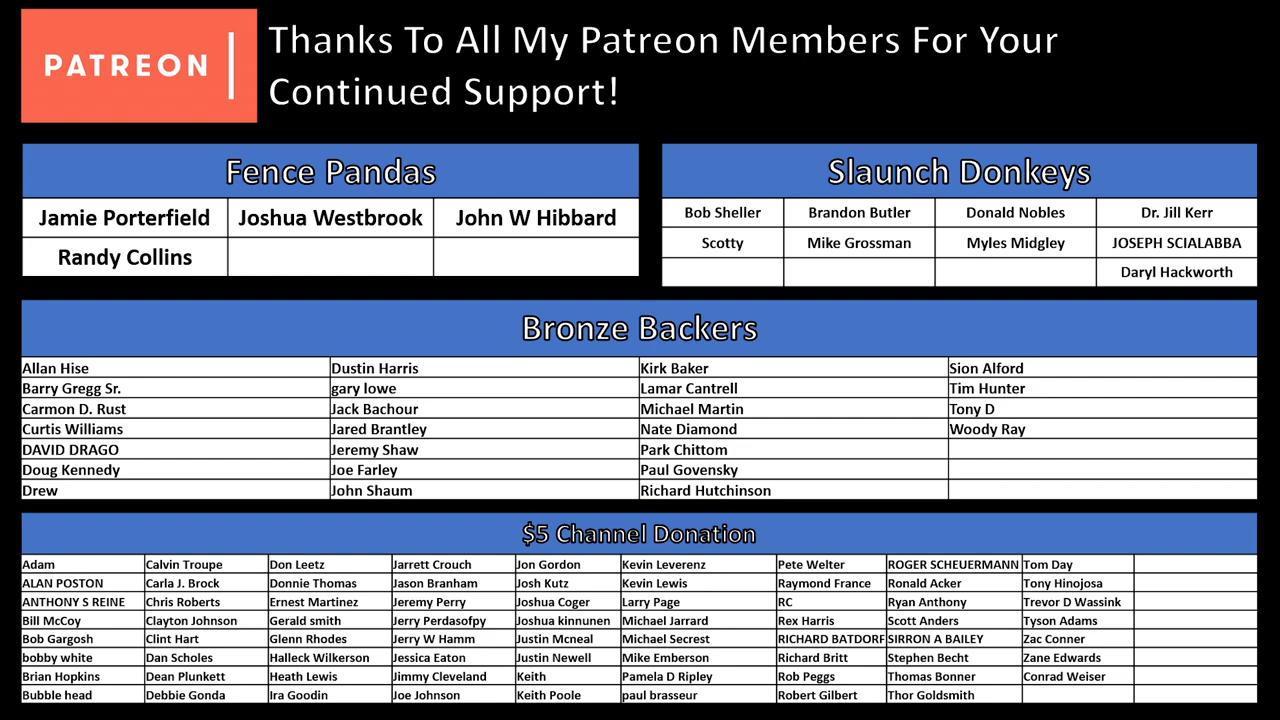 PATREON
Thanks To All My Patreon Members For Your
Continued Support!
Fence Pandas
Jamie Porterfield Joshua Westbrook John W Hibbard
Randy Collins
Slaunch Donkeys
Bob Sheller Brandon Butler Donald Nobles Dr. Jill Kerr
Scotty Mike Grossman Myles Midgley JOSEPH SCIALABBA
Daryl Hackworth
Bronze Backers
Allan Hise Dustin Harris Kirk Baker Sion Alford
Barry Gregg Sr. gary lowe Lamar Cantrell Tim Hunter
Carmon D. Rust Jack Bachour Michael Martin Tony D
Curtis Williams Jared Brantley Nate Diamond Woody Ray
DAVID DRAGO Jeremy Shaw Park Chittom
Doug Kennedy Joe Farley Paul Govensky
Drew John Shaum Richard Hutchinson
$5 Channel Donation
Adam Calvin Troupe Don Leetz Jarrett Crouch Jon Gordon Kevin Leverenz Pete Welter ROGER SCHEUERMANN Tom Day
ALAN POSTON Carla J. Brock Donnie Thomas Jason Branham Josh Kutz Kevin Lewis Raymond France Ronald Acker Tony Hinojosa
ANTHONY S REINE Chris Roberts Ernest Martinez Jeremy Perry Joshua Coger Larry Page RC Ryan Anthony Trevor D Wassink
Bill McCoy Clayton Johnson Gerald smith Jerry Perdasofpy Joshua kinnunen Michael Jarrard Rex Harris Scott Anders Tyson Adams
Bob Gargosh Clint Hart Glenn Rhodes Jerry W Hamm Justin Mcneal Michael Secrest RICHARD BATDORF SIRRON A BAILEY Zac Conner
bobby white Dan Scholes Halleck Wilkerson Jessica Eaton Justin Newell Mike Emberson Richard Britt Stephen Becht Zane Edwards
Brian Hopkins Dean Plunkett Heath Lewis Jimmy Cleveland Keith Pamela D Ripley Rob Peggs Thomas Bonner Conrad Weiser
Bubble head Debbie Gonda Ira Goodin Joe Johnson Keith Poole paul brasseur Robert Gilbert Thor Goldsmith